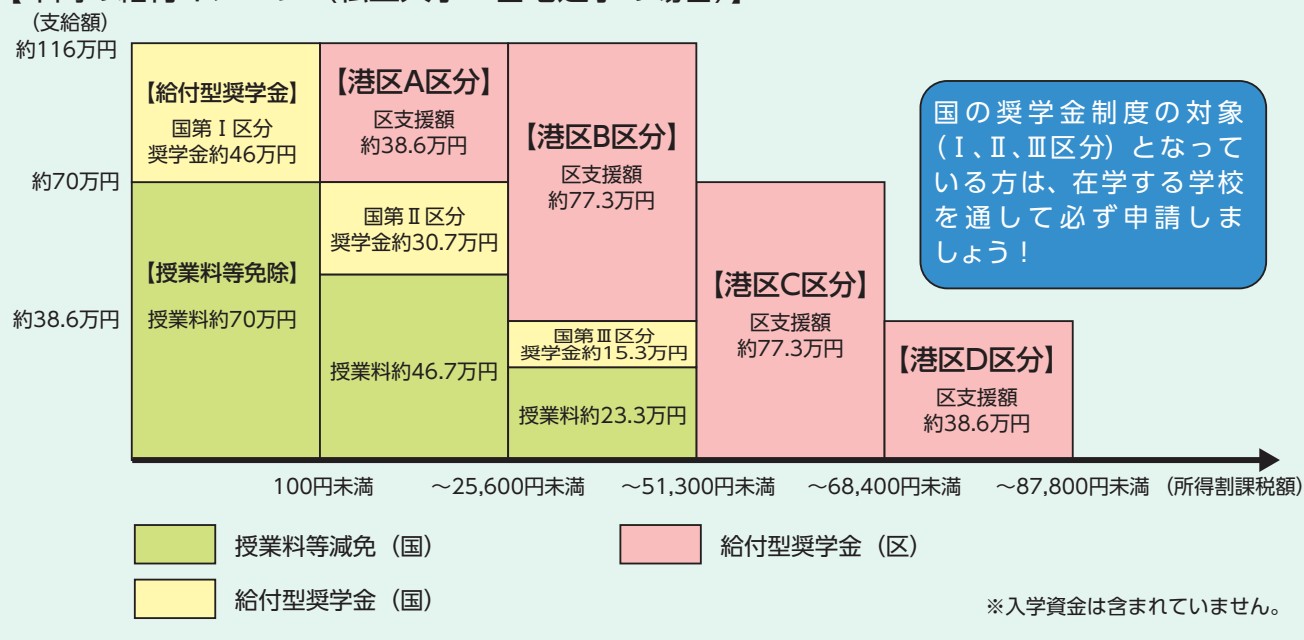 (支給額)
約116万円
約70万円
約38.6万円
【給付型奨学金】
国第Ⅰ区分
奨学金約46万円
【授業料等免除】
授業料約70万円
【港区A区分】
区支援額
約38.6万円
国第Ⅱ区分
奨学金約30.7万円
授業料約46.7万円
【港区B区分】
区支援額
約77.3万円
国第Ⅲ区分
奨学金約15.3万円
授業料約23.3万円
【港区C区分】
区支援額
約77.3万円
【港区D区分】
区支援額
約38.6万円
国の奨学金制度の対象
(Ⅰ、Ⅱ、Ⅲ区分)となって
いる方は、在学する学校
を通して必ず申請しま
しょう!
100円未満 ～25,600円未満 ～51,300円未満 ～68,400円未満 ～87,800円未満 (所得割課税額)
授業料等減免(国)
給付型奨学金(区)
給付型奨学金(国)
※入学資金は含まれていません。